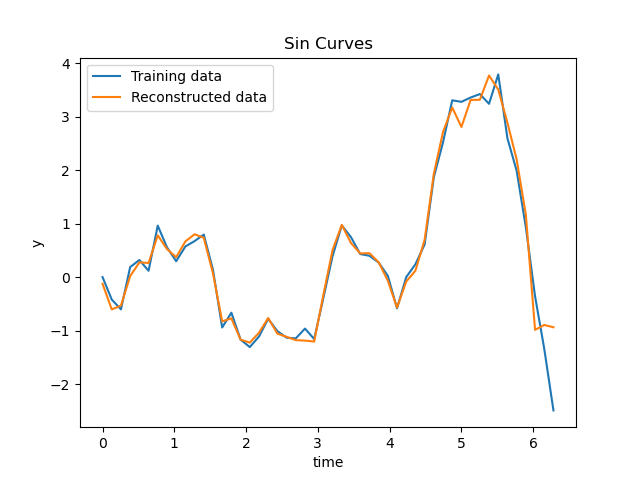 Sin Curves
Training data
Reconstructed data
4
3
2
1
0
−1
−2
y
0 1 2 3 4 5 6
time